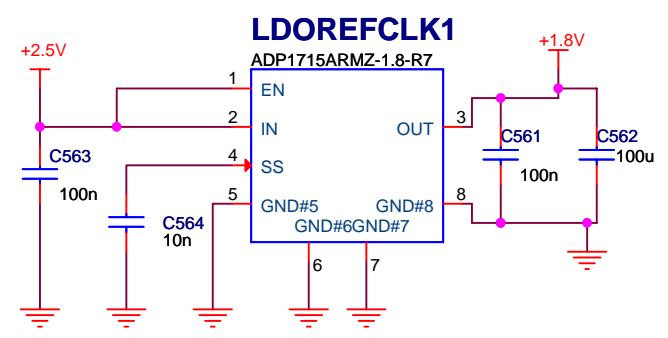 LDOREFCLK1
+2.5V
ADP1715ARMZ-1.8-R7
+1.8V
1
EN
2
IN
OUT
3
C563
100n
4
SS
C561
100n
C562
100u
5
GND#5
GND#8
8
C564
10n
GND#6GND#7
6
7